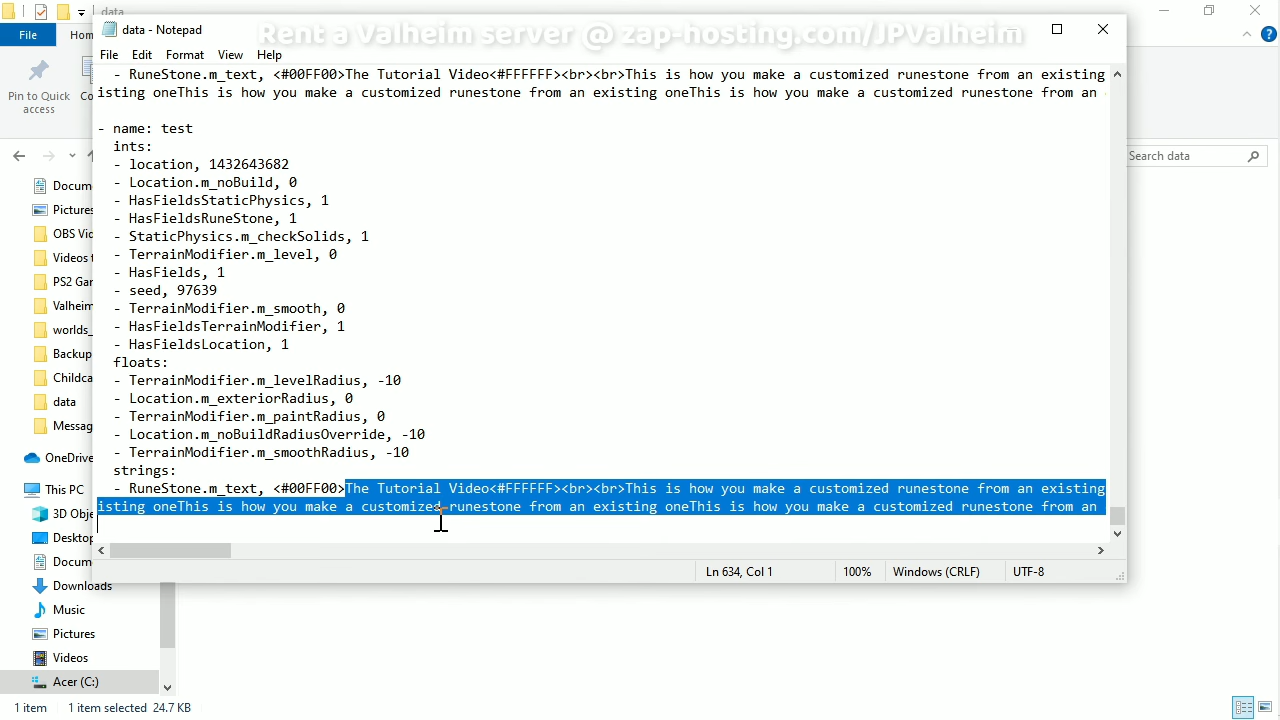 data
Rent a Valheim server @ zap-hosting.com/JPValheim
data - Notepad
File
File Edit Format View Help
Pin to Quick
access
- RuneStone.m_text, <#00FF00>The Tutorial Video<#FFFFFF><br><br>This is how you make a customized runestone from an existing
isting oneThis is how you make a customized runestone from an existing oneThis is how you make a customized runestone from an
- name: test
ints:
- location, 1432643682
- Location.m_noBuild, 0
- HasFieldsStaticPhysics, 1
- HasFieldsRuneStone, 1
- StaticPhysics.m_checkSolids, 1
- TerrainModifier.m_level, 0
- HasFields, 1
- seed, 97639
- TerrainModifier.m_smooth, 0
- HasFieldsTerrainModifier, 1
- HasFieldsLocation, 1
floats:
- TerrainModifier.m_levelRadius, -10
- Location.m_exteriorRadius, 0
- TerrainModifier.m_paintRadius, 0
- Location.m_noBuildRadiusOverride, -10
- TerrainModifier.m_smoothRadius, -10
strings:
- RuneStone.m_text, <#00FF00>The Tutorial Video<#FFFFFF><br><br>This is how you make a customized runestone from an existing
isting oneThis is how you make a customized runestone from an existing oneThis is how you make a customized runestone from an
Ln 634, Col 1
100%
Windows (CRLF)
UTF-8
Search data
Docum
Pictures
OBS Vid
Videos
PS2 Gar
Valheim
worlds_
Backup
Childca
data
Messag
OneDrive
This PC
3D Obje
Desktop
Docum
Downloads
Music
Pictures
Videos
Acer (C:)
1 item
1 item selected 24.7 KB